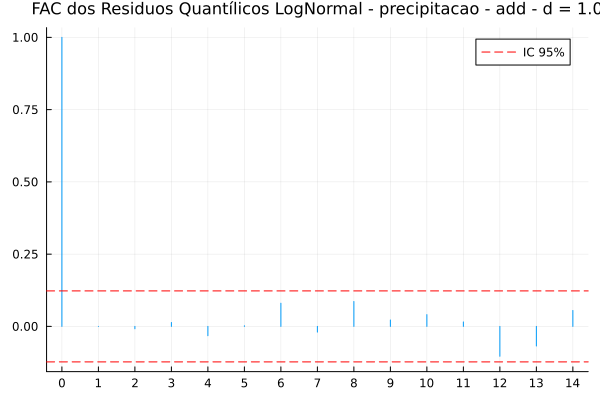 FAC dos Residuos Quantílicos LogNormal - precipitacao - add - d = 1.0
IC 95%
1.00
0.75
0.50
0.25
0.00
0 1 2 3 4 5 6 7 8 9 10 11 12 13 14